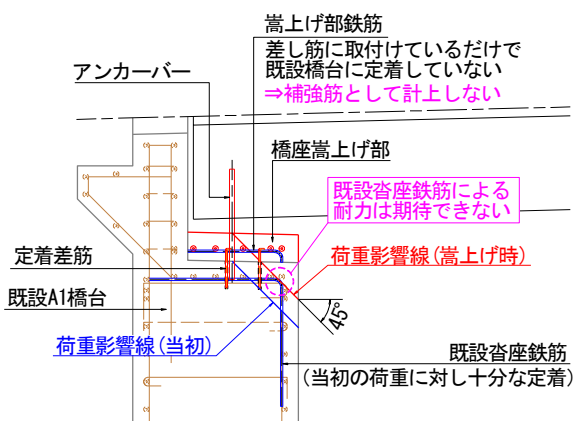 嵩上げ部鉄筋
差し筋に取付けているだけで
既設橋台に定着していない
⇒補強筋として計上しない
アンカーバー
橋座嵩上げ部
既設沓座鉄筋による
耐力は期待できない
定着差筋
荷重影響線(嵩上げ時)
既設A1橋台
45°
荷重影響線(当初)
既設沓座鉄筋
(当初の荷重に対し十分な定着)